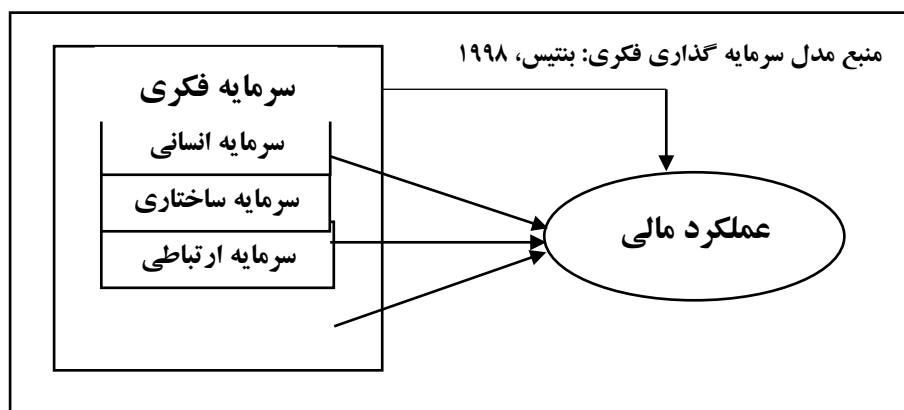 منبع مدل سرمایه گذاری فکری: بنتیس، ۱۹۹۸
سرمایه فکری
سرمایه انسانی
سرمایه ساختاری
سرمایه ارتباطی
عملکرد مالی